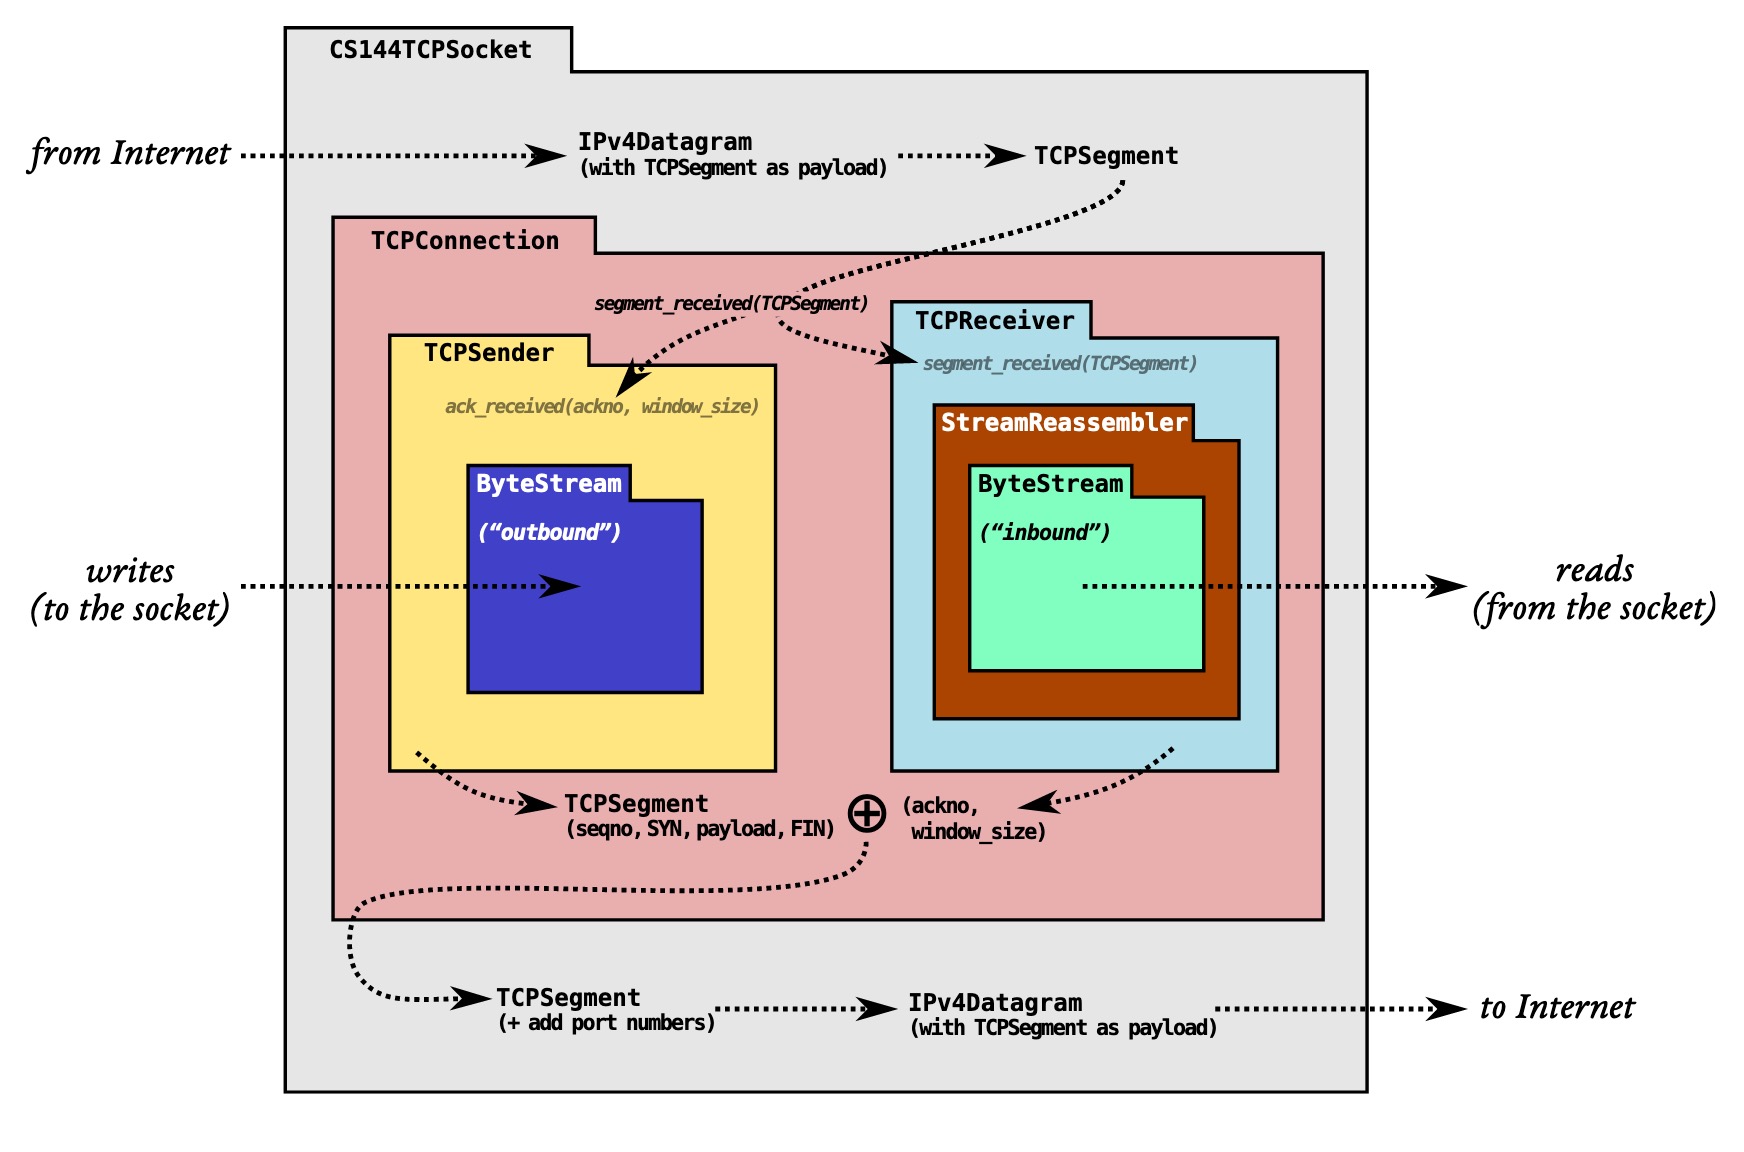 CS144TCPSocket
from Internet
IPv4Datagram
(with TCPSegment as payload)
TCPSegment
TCPConnection
segment_received(TCPSegment)
TCPReceiver
segment_received(TCPSegment)
TCPSender
ack_received(ackno, window_size)
StreamReassembler
ByteStream
(“outbound”)
ByteStream
(“inbound”)
writes
(to the socket)
reads
(from the socket)
TCPSegment
(seqno, SYN, payload, FIN)
(ackno,
window_size)
TCPSegment
(+ add port numbers)
IPv4Datagram
(with TCPSegment as payload)
to Internet